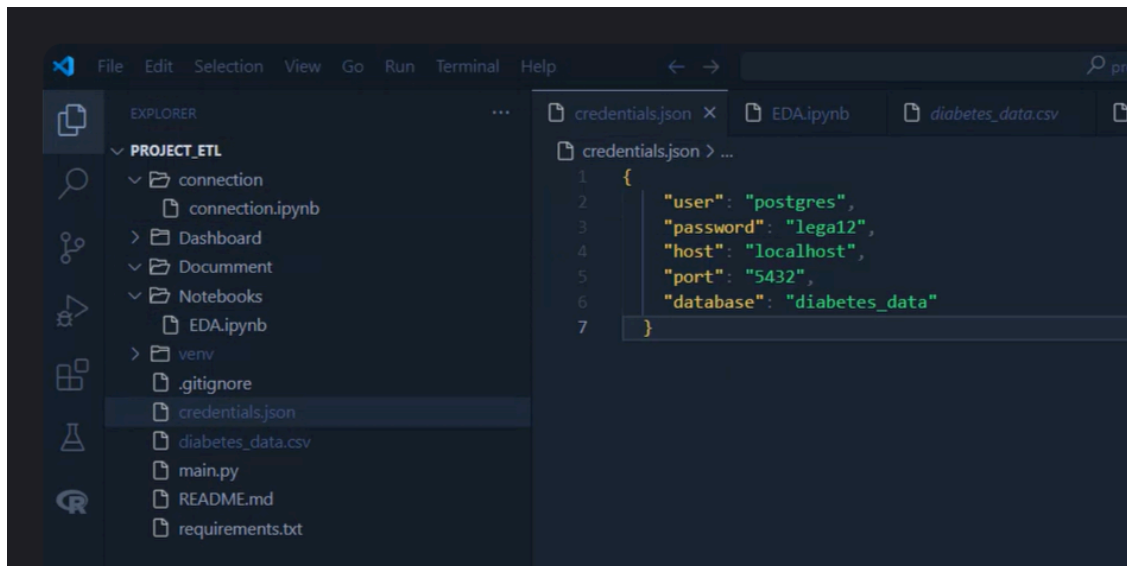 File Edit Selection View Go Run Terminal Help
EXPLORER
PROJECT_ETL
connection
connection.ipynb
Dashboard
Documment
Notebooks
EDA.ipynb
venv
.gitignore
credentials.json
diabetes_data.csv
main.py
README.md
requirements.txt
credentials.json EDA.ipynb diabetes_data.csv
credentials.json > ...
1 {
2 "user": "postgres",
3 "password": "lega12",
4 "host": "localhost",
5 "port": "5432",
6 "database": "diabetes_data"
7 }